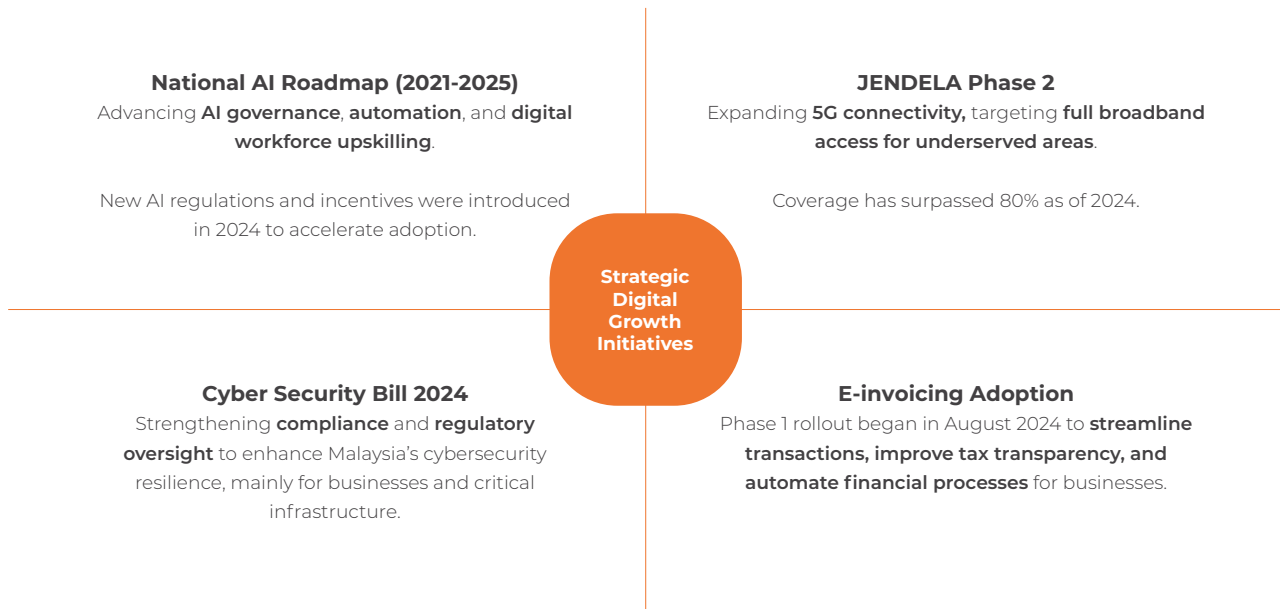 National AI Roadmap (2021-2025)
Advancing AI governance, automation, and digital
workforce upskilling.
New AI regulations and incentives were introduced
in 2024 to accelerate adoption.
JENDELA Phase 2
Expanding 5G connectivity, targeting full broadband
access for underserved areas.
Coverage has surpassed 80% as of 2024.
Strategic
Digital
Growth
Initiatives
Cyber Security Bill 2024
Strengthening compliance and regulatory
oversight to enhance Malaysia’s cybersecurity
resilience, mainly for businesses and critical
infrastructure.
E-invoicing Adoption
Phase 1 rollout began in August 2024 to streamline
transactions, improve tax transparency, and
automate financial processes for businesses.